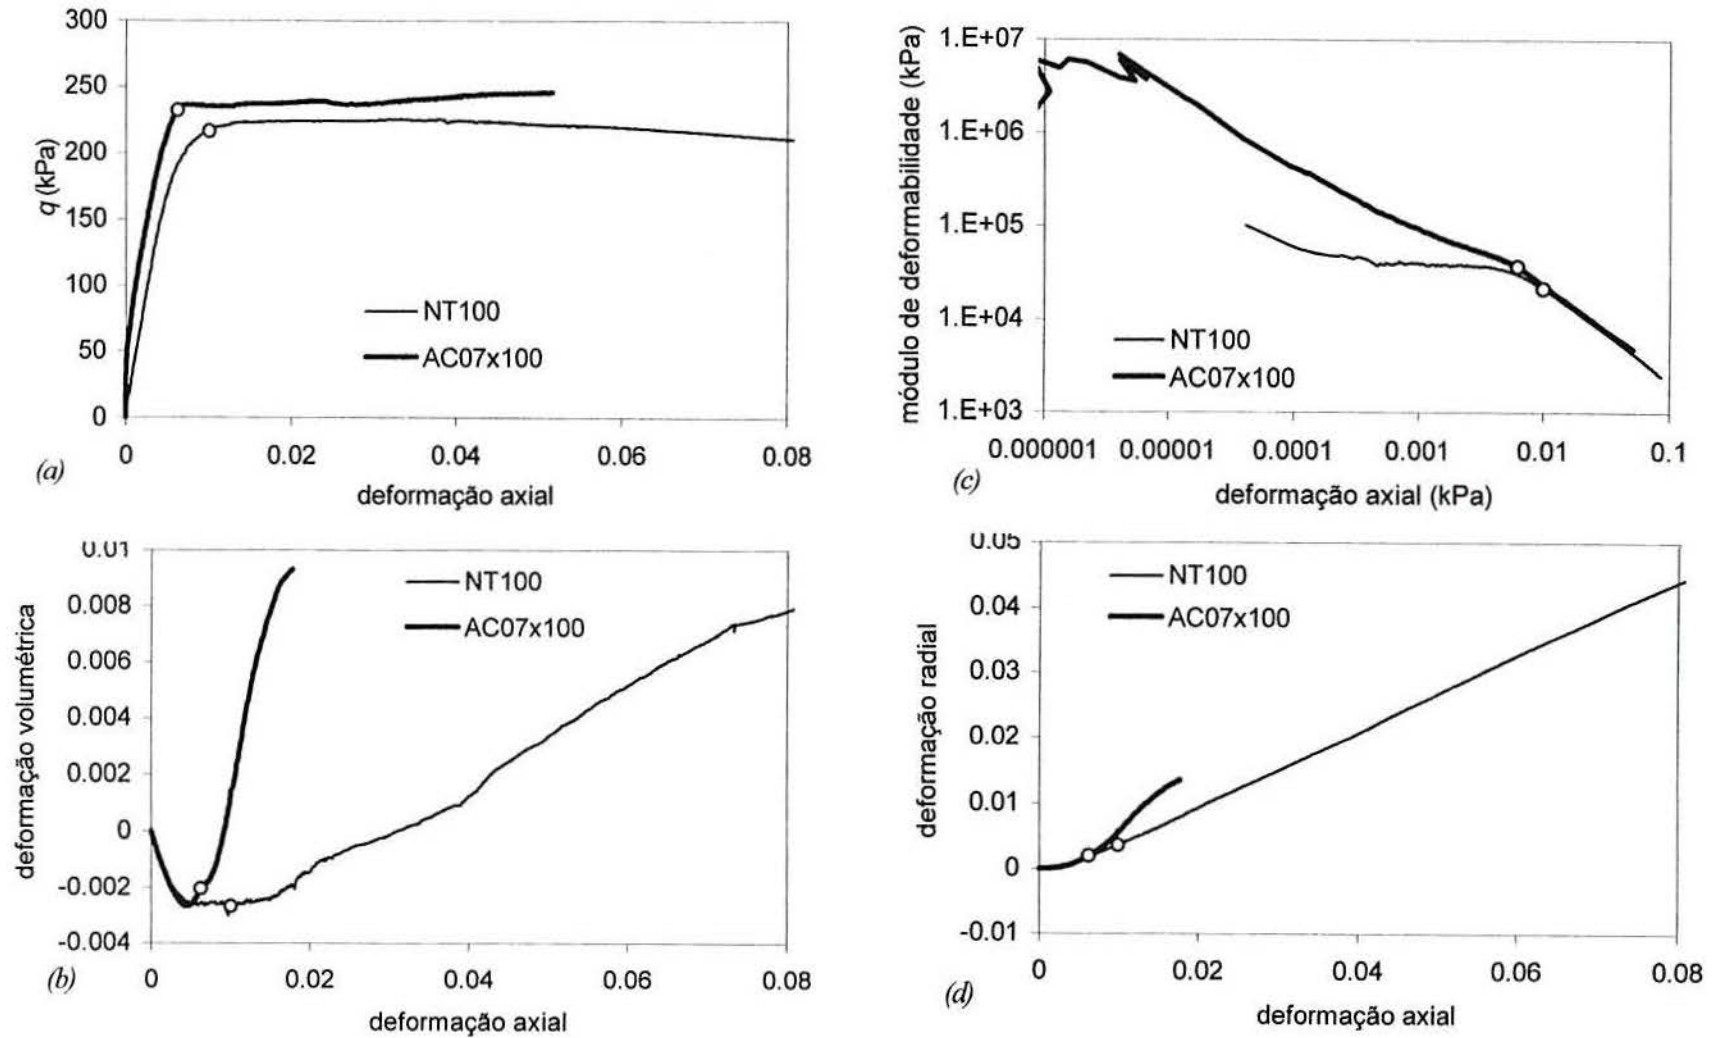 300
250
200
150
100
50
0
q (kPa)
NT100
AC07x100
0 0.02 0.04 0.06 0.08
(a)
deformação axial
1.E+07
1.E+06
1.E+05
1.E+04
1.E+03
módulo de deformabilidade (kPa)
NT100
AC07x100
0.000001 0.00001 0.0001 0.001 0.01 0.1
(c)
deformação axial (kPa)
0.01
0.008
0.006
0.004
0.002
0
-0.002
-0.004
deformação volumétrica
NT100
AC07x100
0 0.02 0.04 0.06 0.08
(b)
deformação axial
0.05
0.04
0.03
0.02
0.01
0
-0.01
deformação radial
NT100
AC07x100
0 0.02 0.04 0.06 0.08
(d)
deformação axial